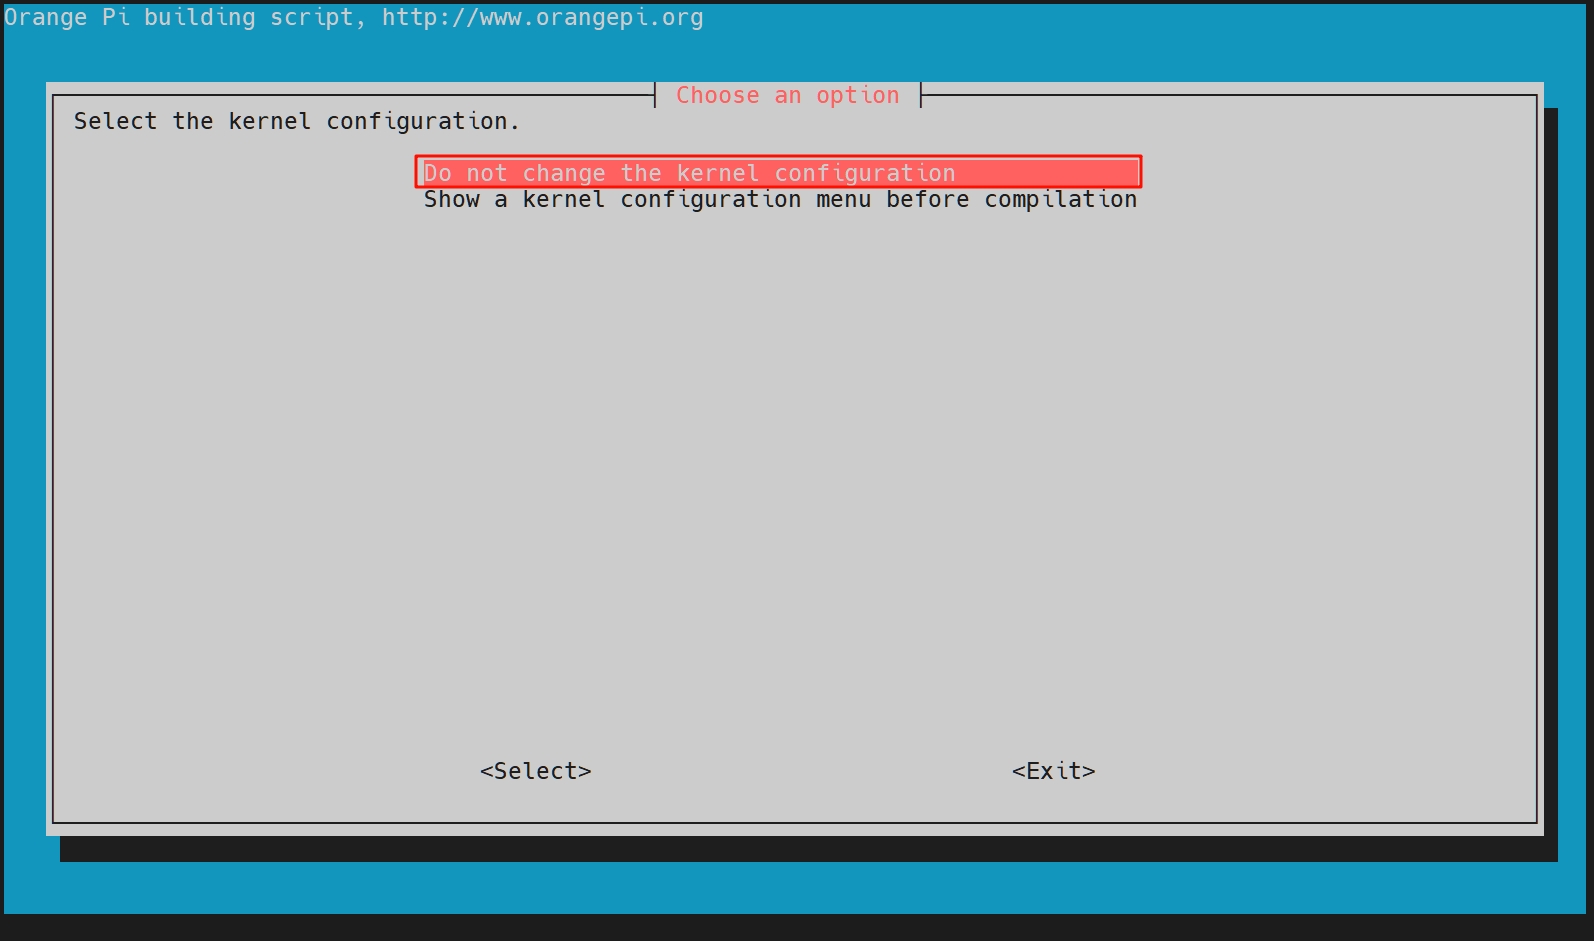 Orange Pi building script, http://www.orangepi.org
Choose an option
Select the kernel configuration.
Do not change the kernel configuration
Show a kernel configuration menu before compilation
<Select>
<Exit>